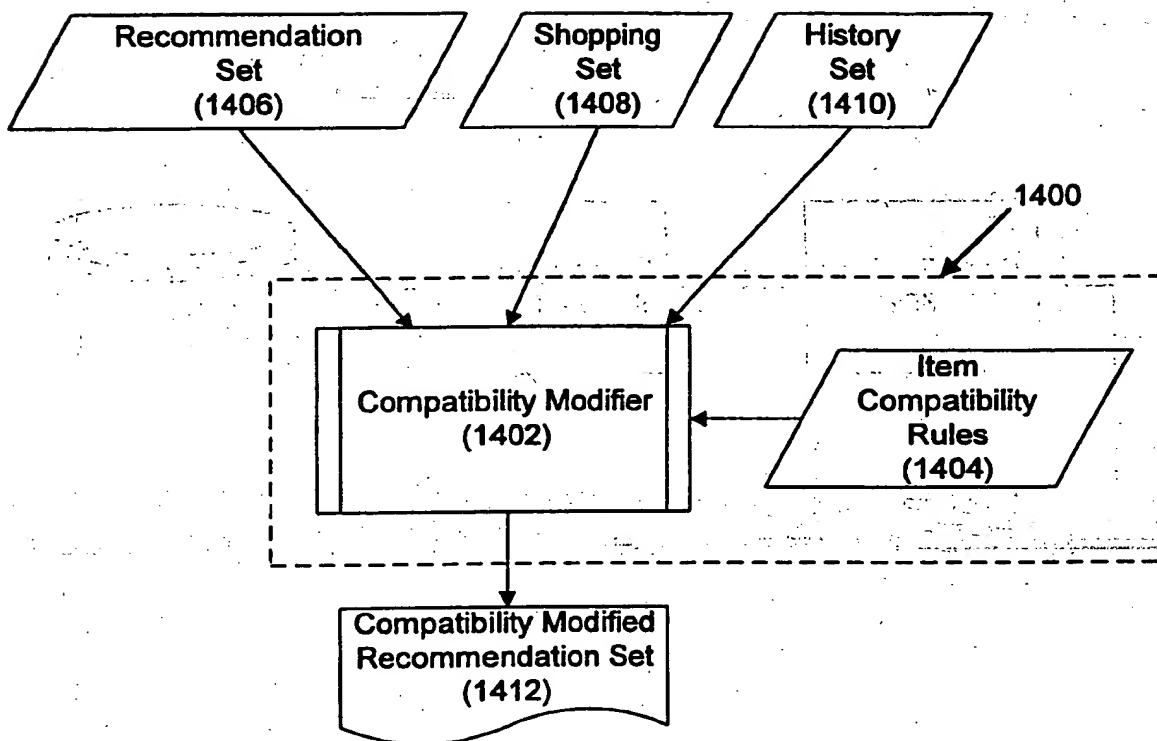 Recommendation
Set
(1406)
Shopping
Set
(1408)
History
Set
(1410)
1400
Compatibility Modifier
(1402)
Item
Compatibility
Rules
(1404)
Compatibility Modified
Recommendation Set
(1412)